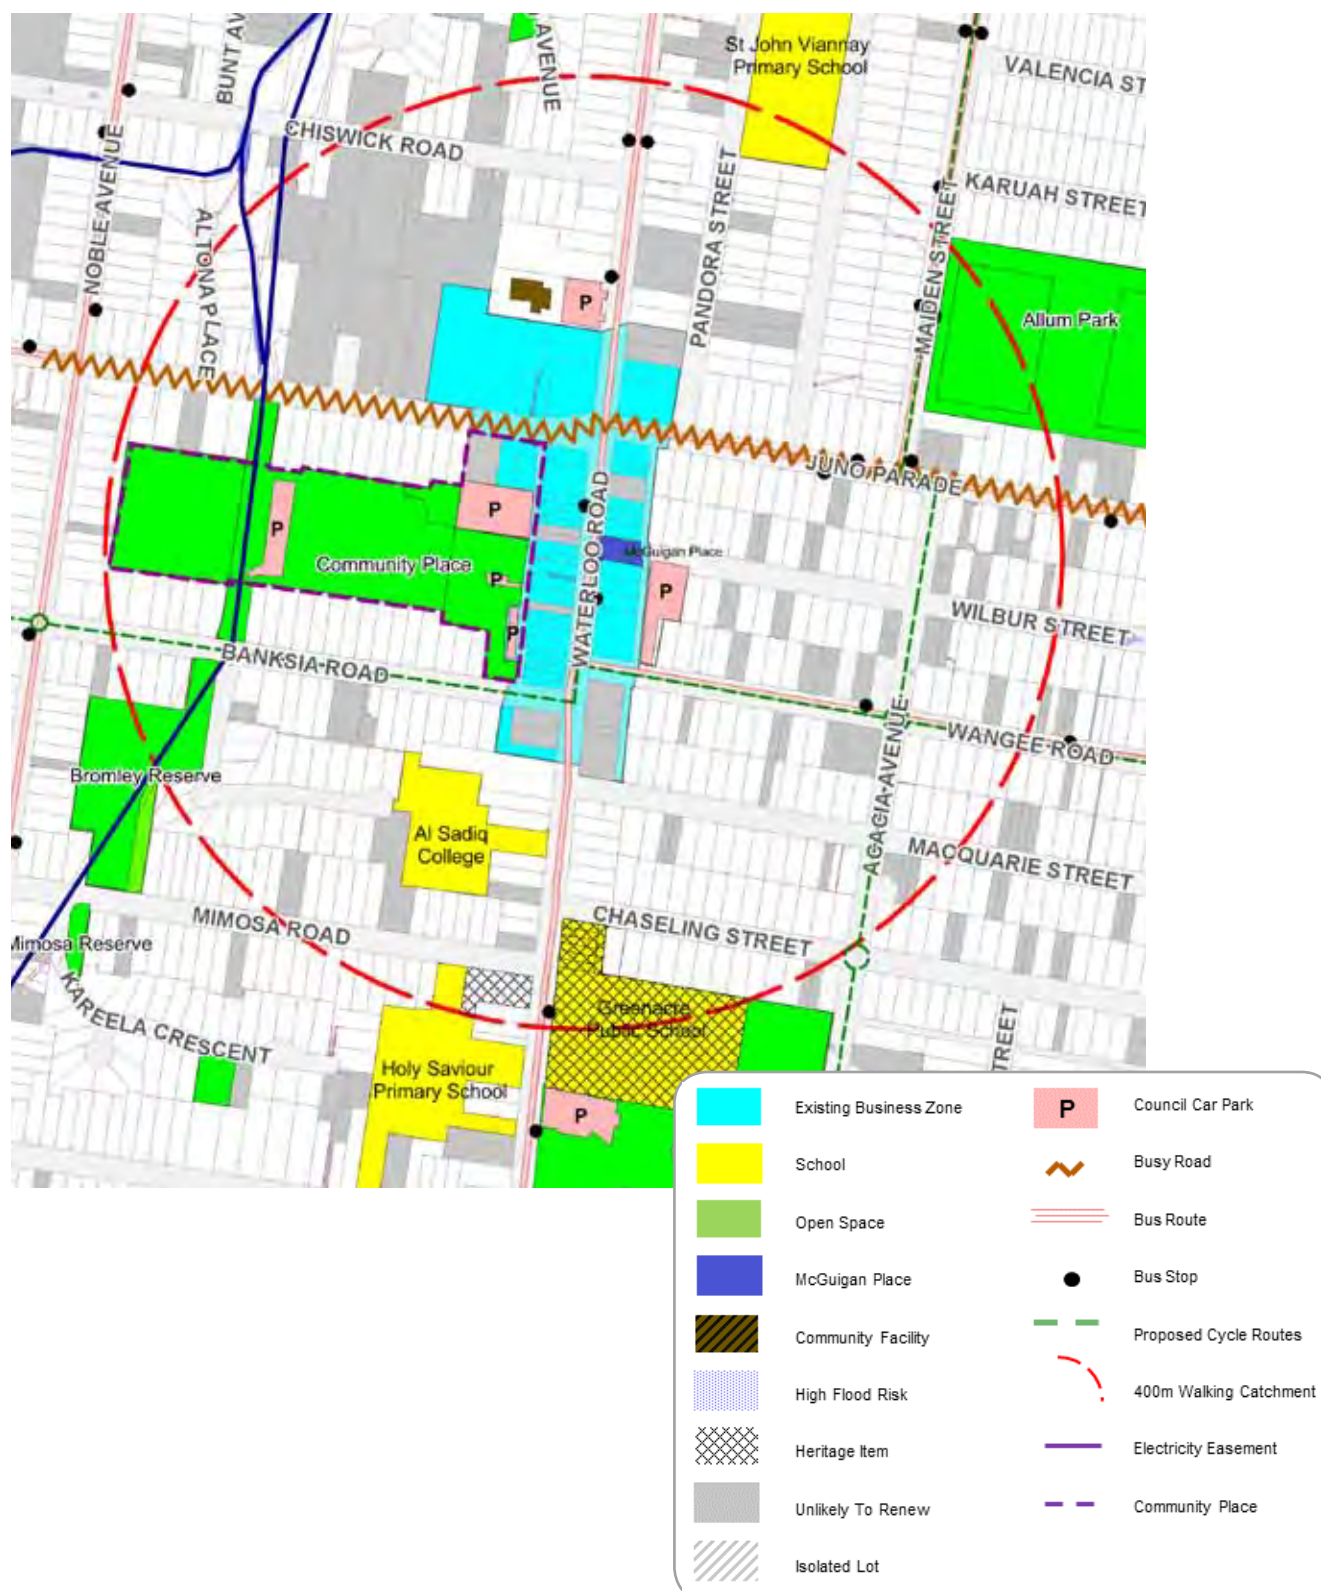 BUNT AV
AVENUE
St John Viannay
Primary School
VALENCIA ST
CHISWICK ROAD
NOBLE AVENUE
ALTONA PLACE
PANDORA STREET
MAIDEN STREET
KARUAH STREET
P
Allum Park
JUNO PARADE
P
P
Community Place
P
P
WATERLOO ROAD
McGuigan Place
P
WILBUR STREET
BANKSIA ROAD
WANGEE ROAD
ACACIA AVENUE
Bromley Reserve
Al Sadiq
College
MACQUARIE STREET
MIMOSA ROAD
CHASELING STREET
Mimosa Reserve
KAREELA CRESCENT
Greenacre
Public School
TREET
Holy Saviour
Primary School
P
Existing Business Zone
School
Open Space
McGuigan Place
Community Facility
High Flood Risk
Heritage Item
Unlikely To Renew
Isolated Lot
P
Council Car Park
Busy Road
Bus Route
Bus Stop
Proposed Cycle Routes
400m Walking Catchment
Electricity Easement
Community Place